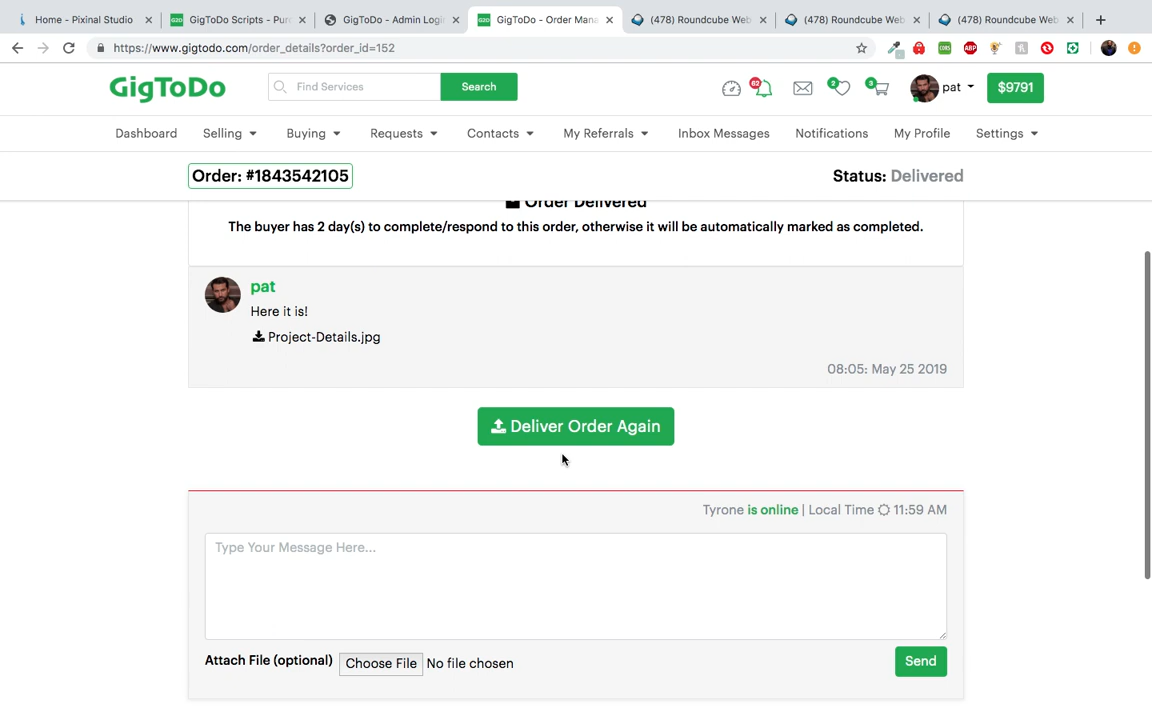 Home - Pixinal Studio
GigToDo Scripts - Pur
GigToDo - Admin Login
GigToDo - Order Mana
(478) Roundcube Web
(478) Roundcube Web
(478) Roundcube Web
https://www.gigtodo.com/order_details?order_id=152
GigToDo
Find Services
Search
62
2
3
pat
$9791
Dashboard
Selling
Buying
Requests
Contacts
My Referrals
Inbox Messages
Notifications
My Profile
Settings
Order: #1843542105
Status: Delivered
Order Delivered
The buyer has 2 day(s) to complete/respond to this order, otherwise it will be automatically marked as completed.
pat
Here it is!
Project-Details.jpg
08:05: May 25 2019
Deliver Order Again
Tyrone is online | Local Time 11:59 AM
Type Your Message Here...
Attach File (optional)
Choose File No file chosen
Send